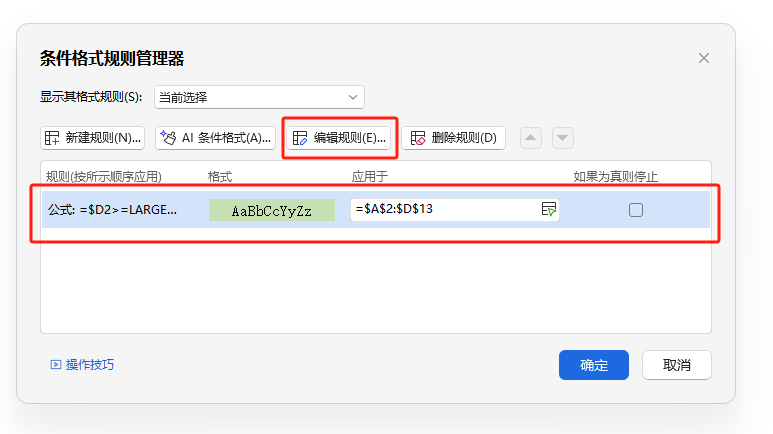 条件格式规则管理器
显示其格式规则(S): 当前选择
新建规则(N)... AI 条件格式(A)... 编辑规则(E)... 删除规则(D)
规则(按所示顺序应用) 格式 应用于 如果为真则停止
公式: =$D2>=LARGE... AaBbCcYyZz =$A$2:$D$13
操作技巧 确定 取消